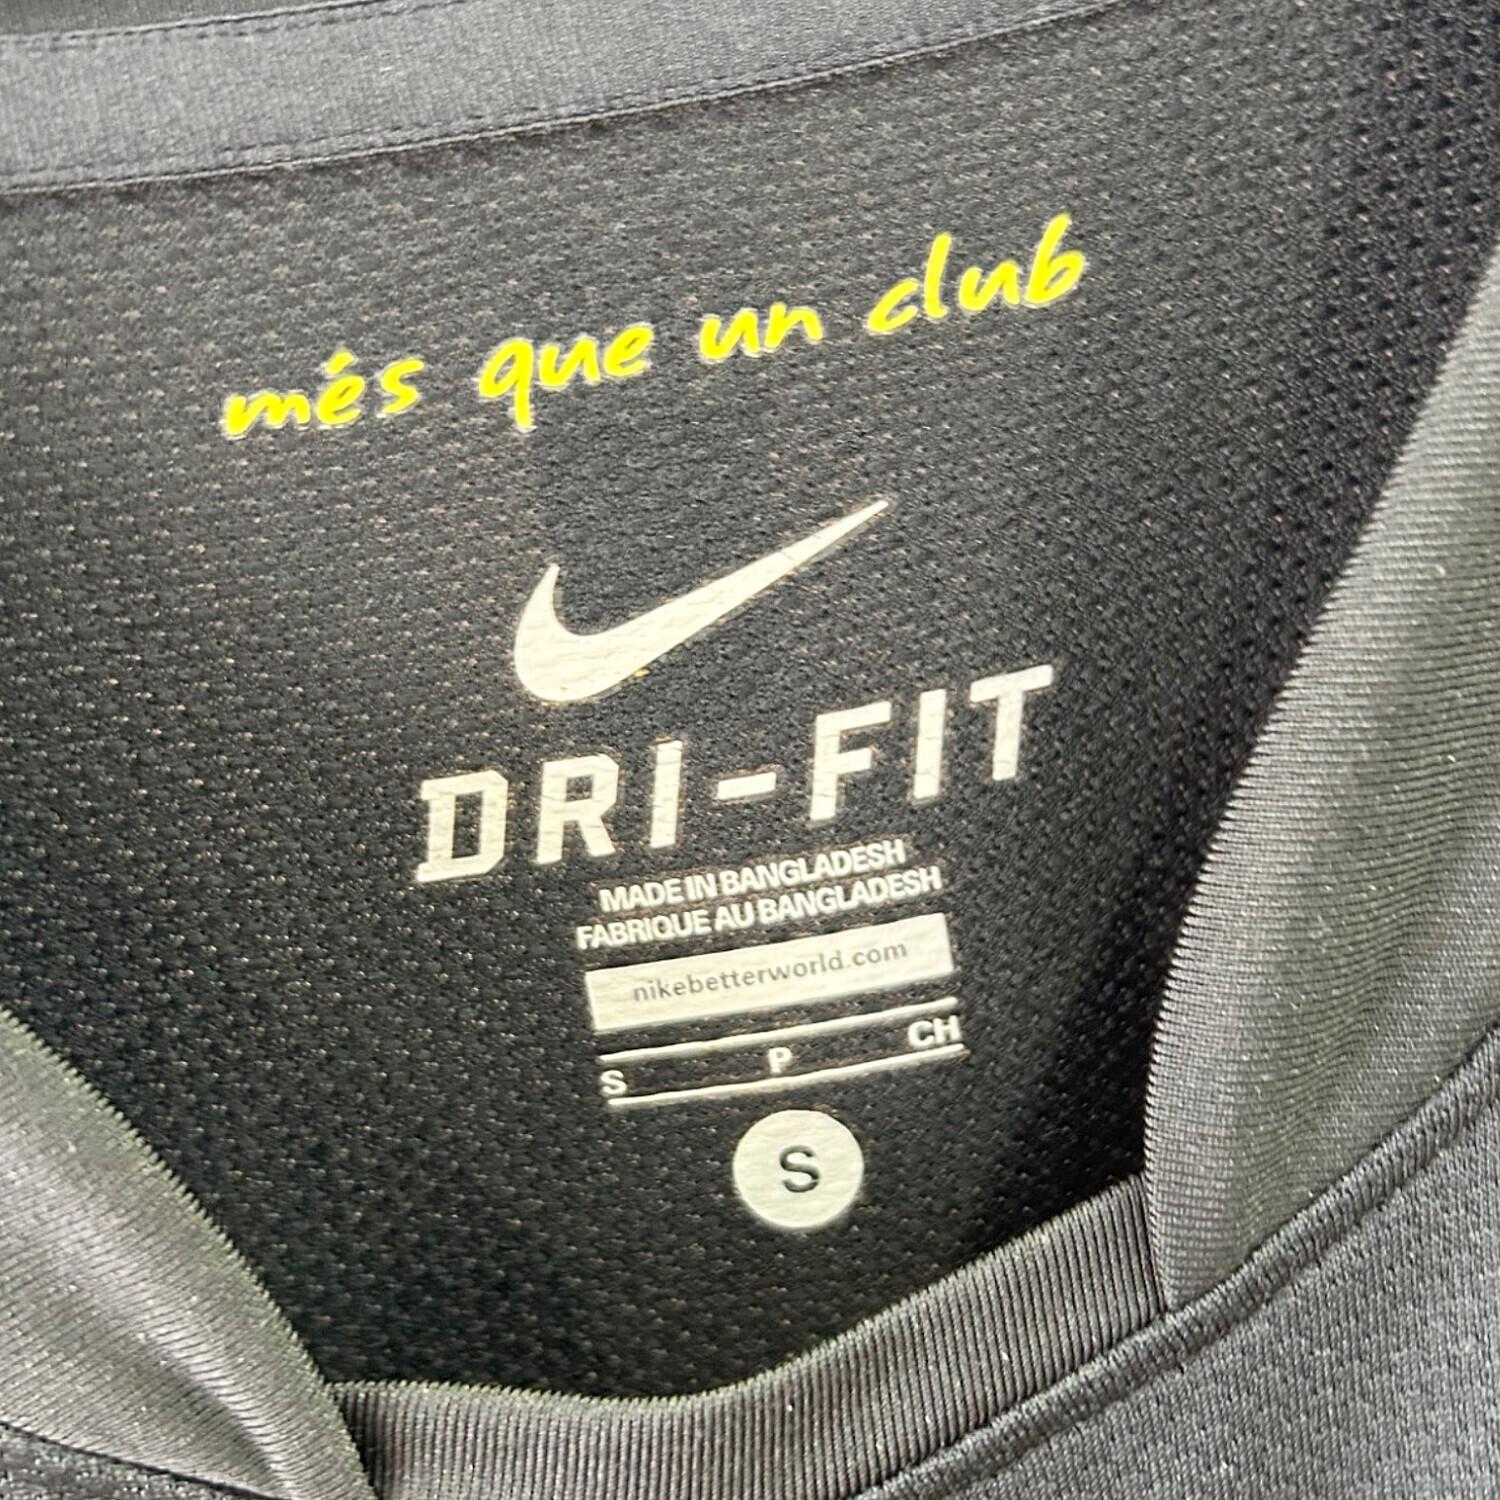 més que un club
DRI-FIT
MADE IN BANGLADESH
FABRIQUE AU BANGLADESH
nikebetterworld.com
S P CH
S